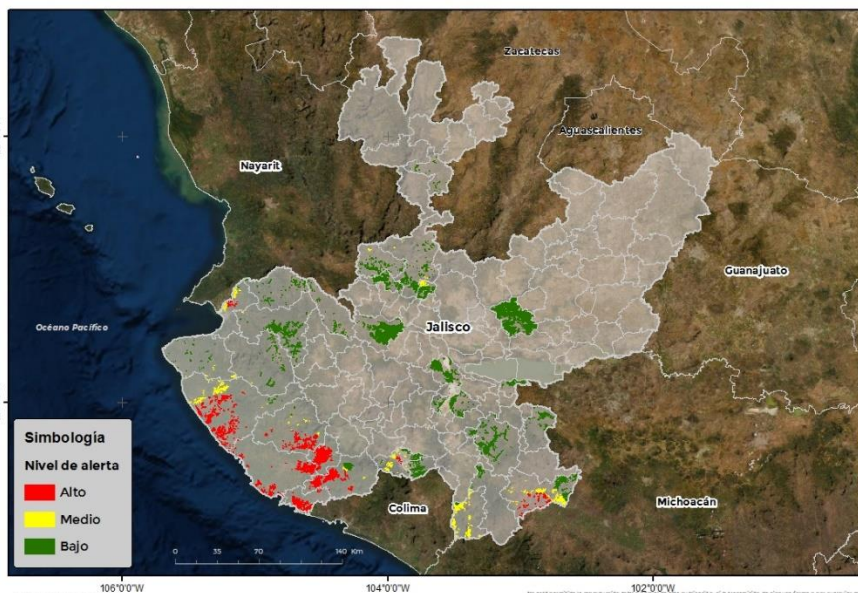 Zacatecas
Aguascalientes
Nayarit
Guanajuato
Océano Pacífico
Jalisco
Simbología
Nivel de alerta
Alto
Medio
Bajo
Colima
Michoacán
0 35 70 140 Km
106°0'0"W 104°0'0"W 102°0'0"W